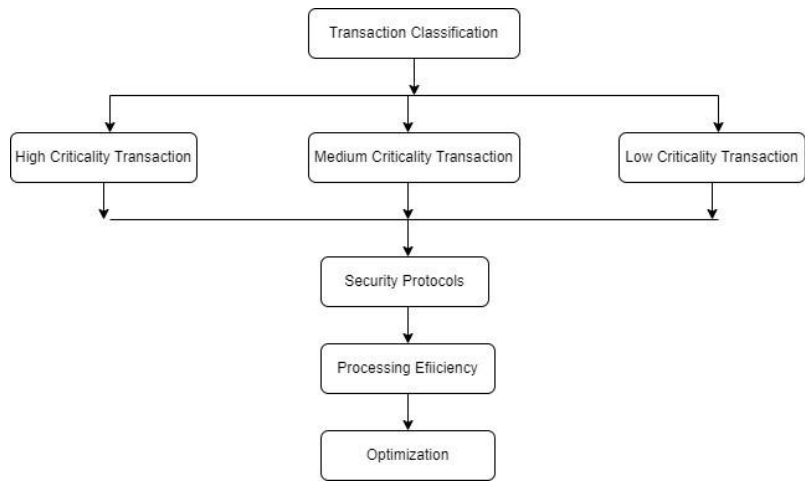 Transaction Classification
High Criticality Transaction
Medium Criticality Transaction
Low Criticality Transaction
Security Protocols
Processing Efiiciency
Optimization